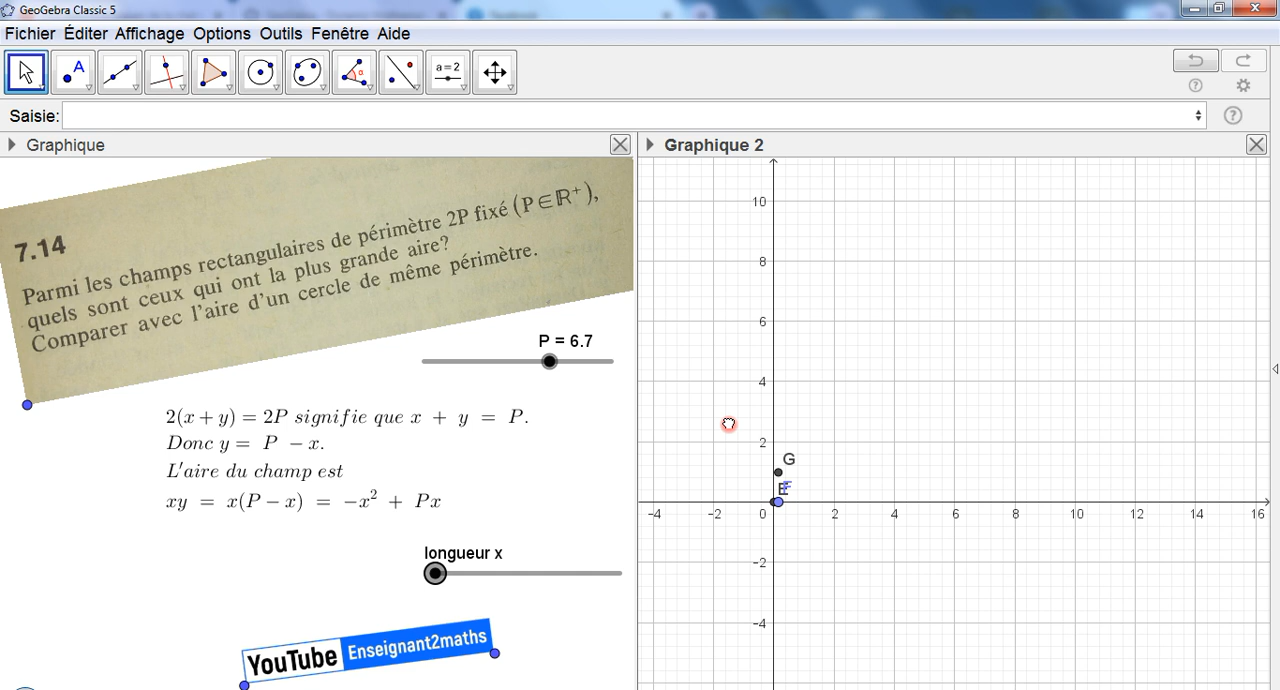 GeoGebra Classic 5
Fichier Éditer Affichage Options Outils Fenêtre Aide
A
α
a = 2
Saisie:
Graphique
Graphique 2
7.14
Parmi les champs rectangulaires de périmètre 2P fixé (P∈ℝ⁺),
quels sont ceux qui ont la plus grande aire?
Comparer avec l'aire d'un cercle de même périmètre.
P = 6.7
2(x + y) = 2P signifie que x + y = P.
Donc y = P − x.
L'aire du champ est
xy = x(P − x) = −x² + Px
longueur x
YouTube Enseignant2maths
10
8
6
4
2
G
E F
-4 -2 0 2 4 6 8 10 12 14 16
-2
-4